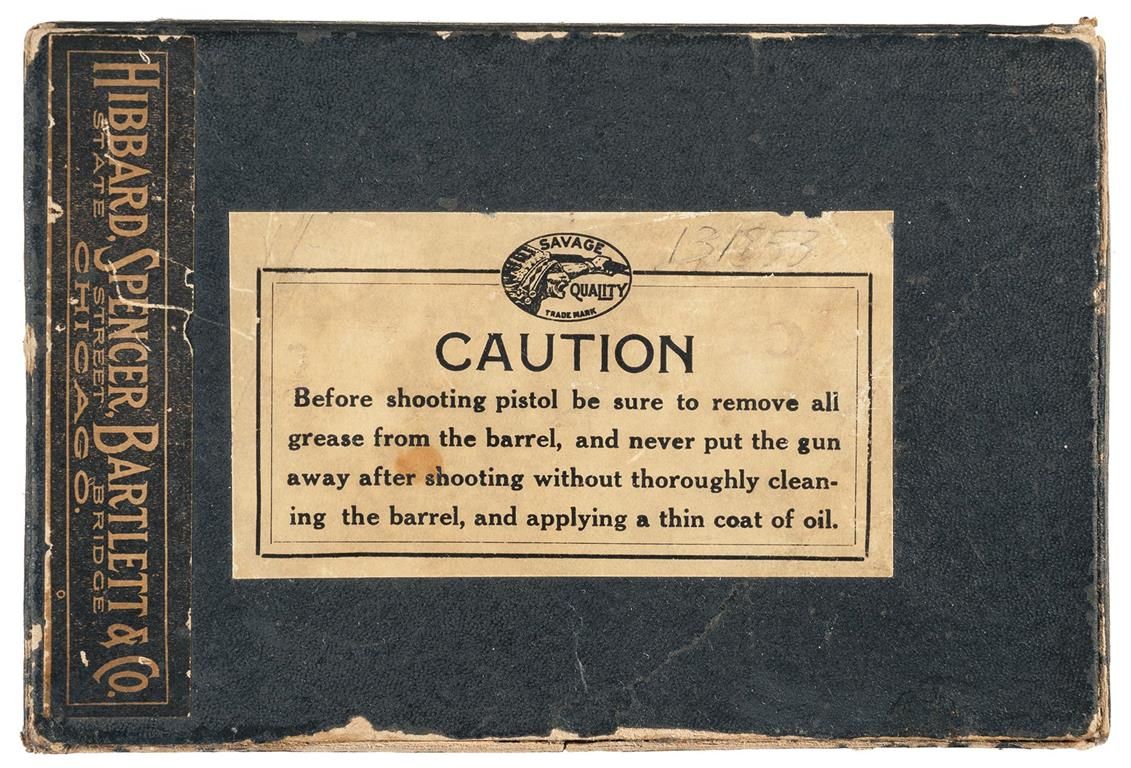 HIBBARD, SPENCER, BARTLETT & CO.
STATE STREET BRIDGE
CHICAGO.
131853
SAVAGE
QUALITY
TRADE MARK
CAUTION
Before shooting pistol be sure to remove all
grease from the barrel, and never put the gun
away after shooting without thoroughly clean-
ing the barrel, and applying a thin coat of oil.